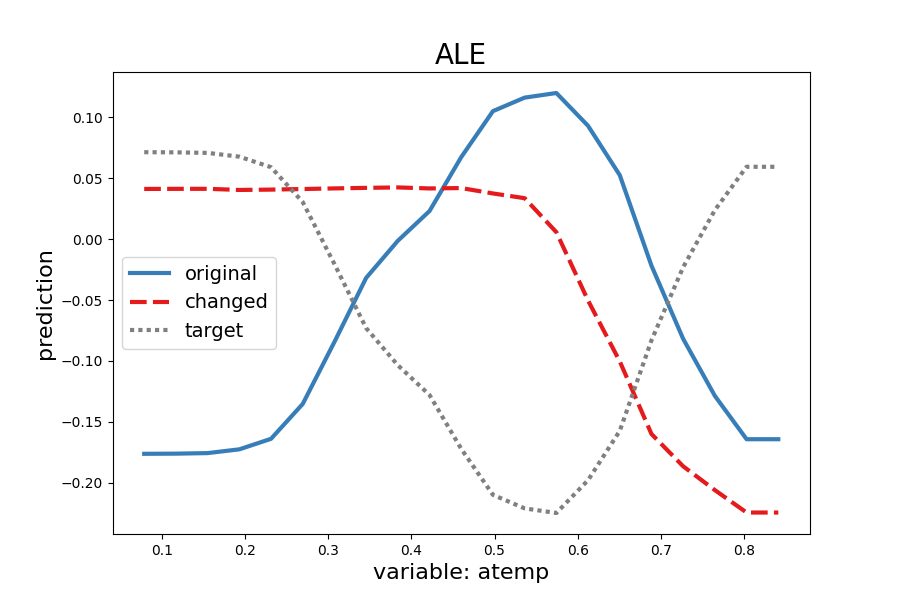 ALE
prediction
0.10
0.05
0.00
−0.05
−0.10
−0.15
−0.20
original
changed
target
0.1
0.2
0.3
0.4
0.5
0.6
0.7
0.8
variable: atemp